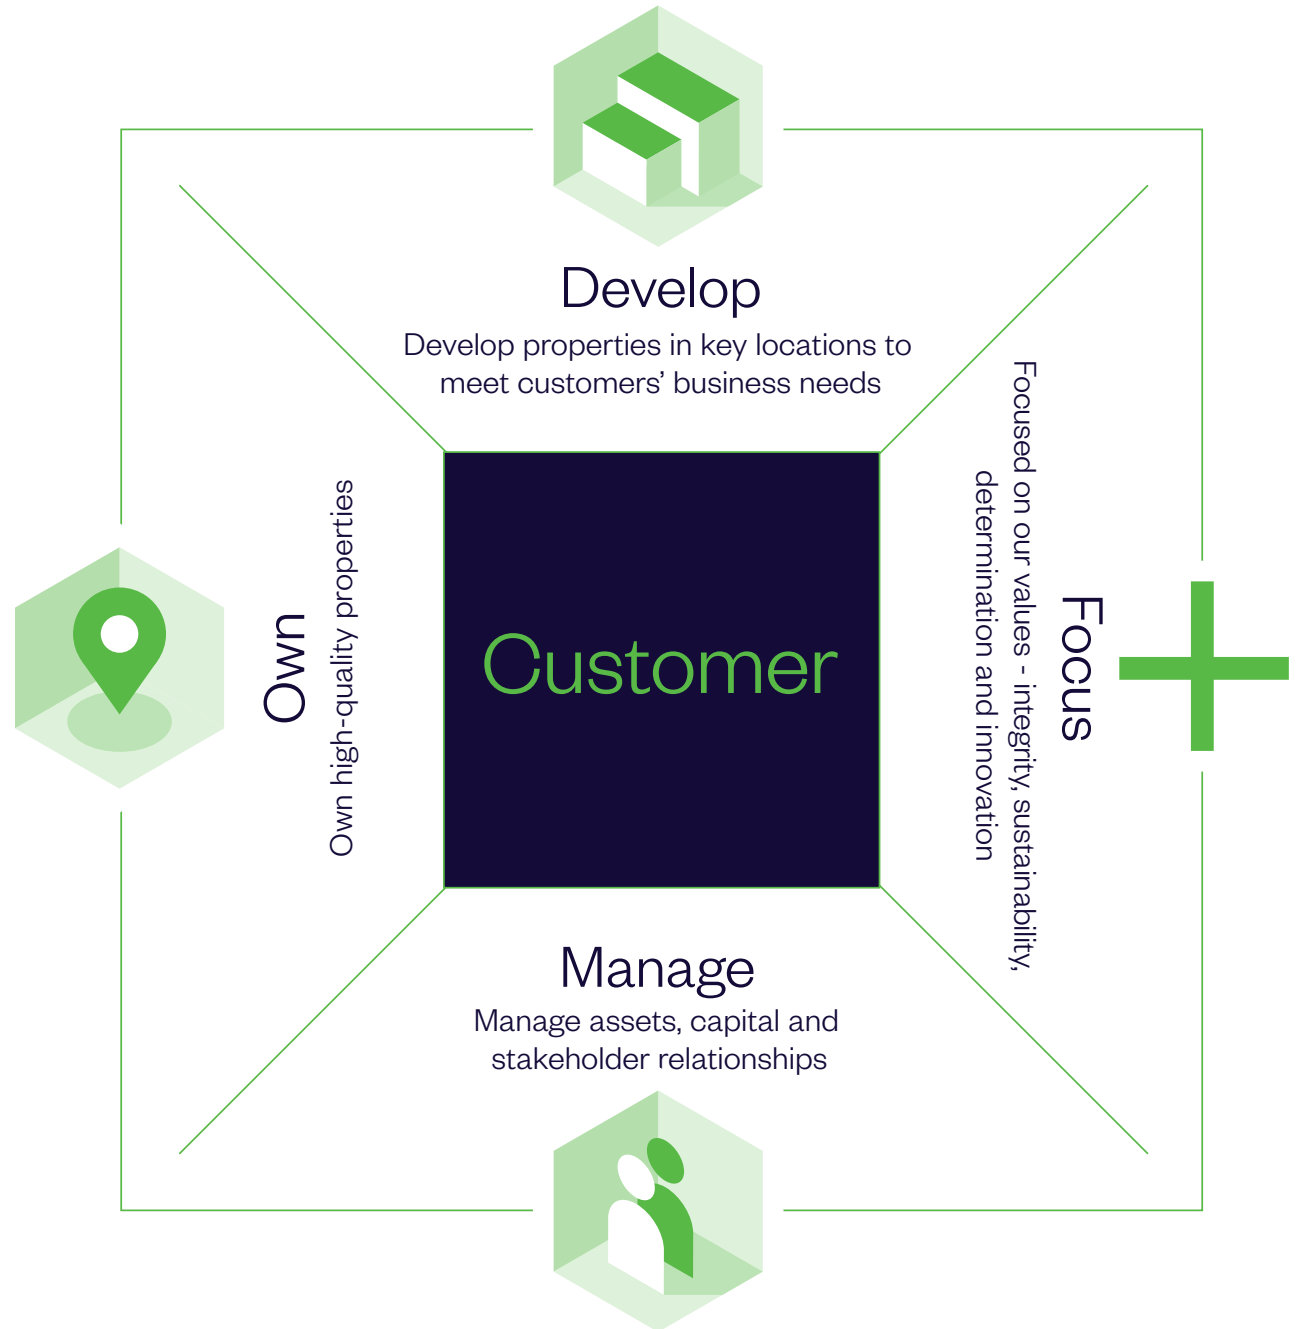 Develop
Develop properties in key locations to
meet customers’ business needs
Own
Own high-quality properties
Customer
Focus
Focused on our values - integrity, sustainability,
determination and innovation
Manage
Manage assets, capital and
stakeholder relationships